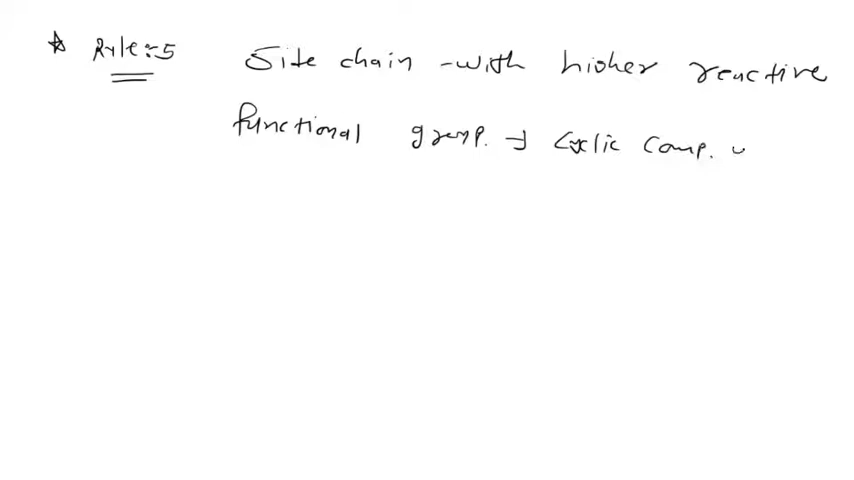 ☆ Rule:5 Site chain - with higher reactive
functional group. → Cyclic comp.